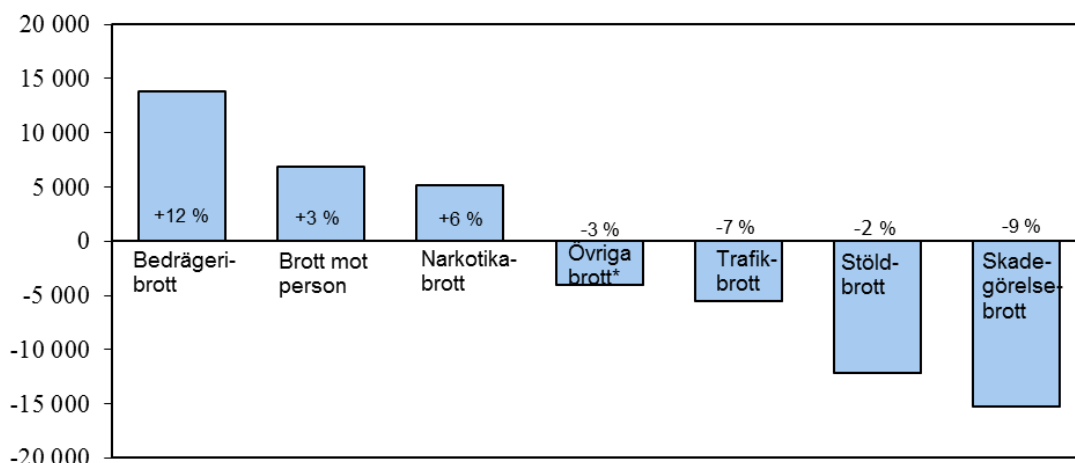 20 000
15 000
10 000
5 000
0
-5 000
-10 000
-15 000
-20 000
+12 %
+3 %
+6 %
-3 %
-7 %
-2 %
-9 %
Bedrägeri-
brott
Brott mot
person
Narkotika-
brott
Övriga
brott*
Trafik-
brott
Stöld-
brott
Skade-
görelse-
brott